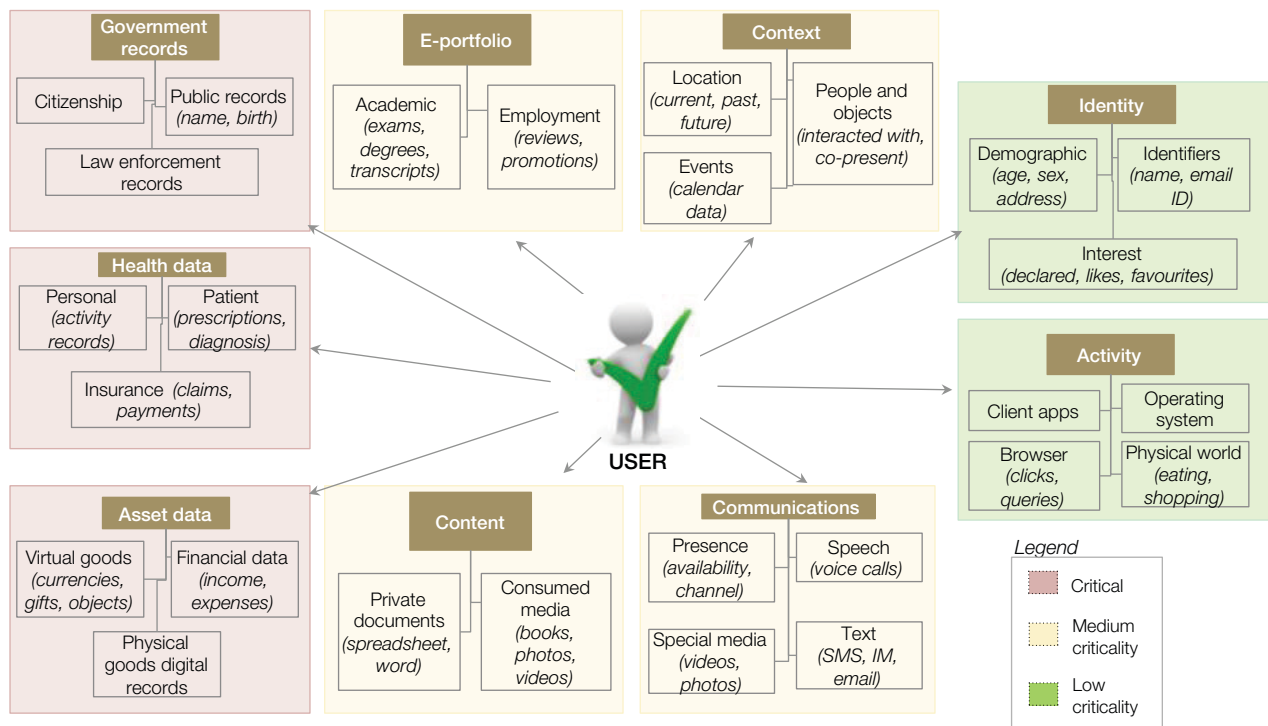 Government
records
Citizenship
Public records
(name, birth)
Law enforcement
records
E-portfolio
Academic
(exams,
degrees,
transcripts)
Employment
(reviews,
promotions)
Context
Location
(current, past,
future)
People and
objects
(interacted with,
co-present)
Events
(calendar
data)
Identity
Demographic
(age, sex,
address)
Identifiers
(name, email
ID)
Interest
(declared, likes, favourites)
Health data
Personal
(activity
records)
Patient
(prescriptions,
diagnosis)
Insurance (claims,
payments)
USER
Activity
Client apps
Operating
system
Browser
(clicks,
queries)
Physical world
(eating,
shopping)
Asset data
Virtual goods
(currencies,
gifts, objects)
Financial data
(income,
expenses)
Physical
goods digital
records
Content
Private
documents
(spreadsheet,
word)
Consumed
media
(books,
photos,
videos)
Communications
Presence
(availability,
channel)
Speech
(voice calls)
Special media
(videos,
photos)
Text
(SMS, IM,
email)
Legend
Critical
Medium
criticality
Low
criticality